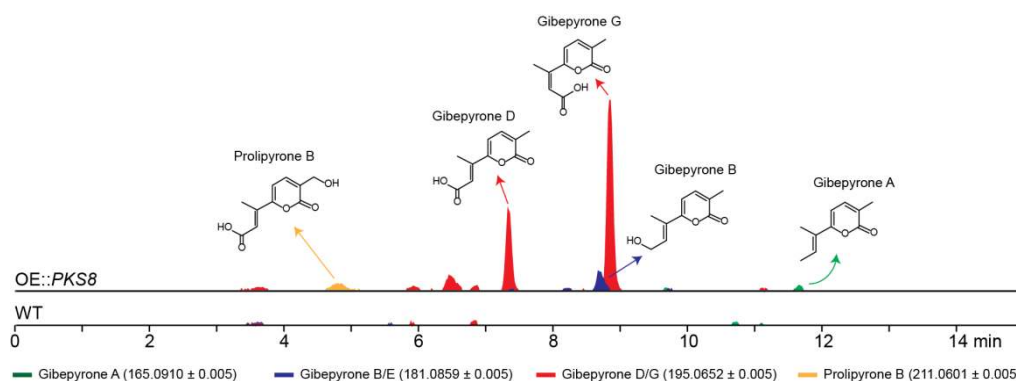 Gibepyrone G
Gibepyrone D
Prolipyrone B
Gibepyrone B
Gibepyrone A
O
O
OH
O
O
O
HO
O
OH
O
O
HO
O
O
O
HO
O
O
OE::PKS8
WT
0 2 4 6 8 10 12 14 min
Gibepyrone A (165.0910 ± 0.005) Gibepyrone B/E (181.0859 ± 0.005) Gibepyrone D/G (195.0652 ± 0.005) Prolipyrone B (211.0601 ± 0.005)